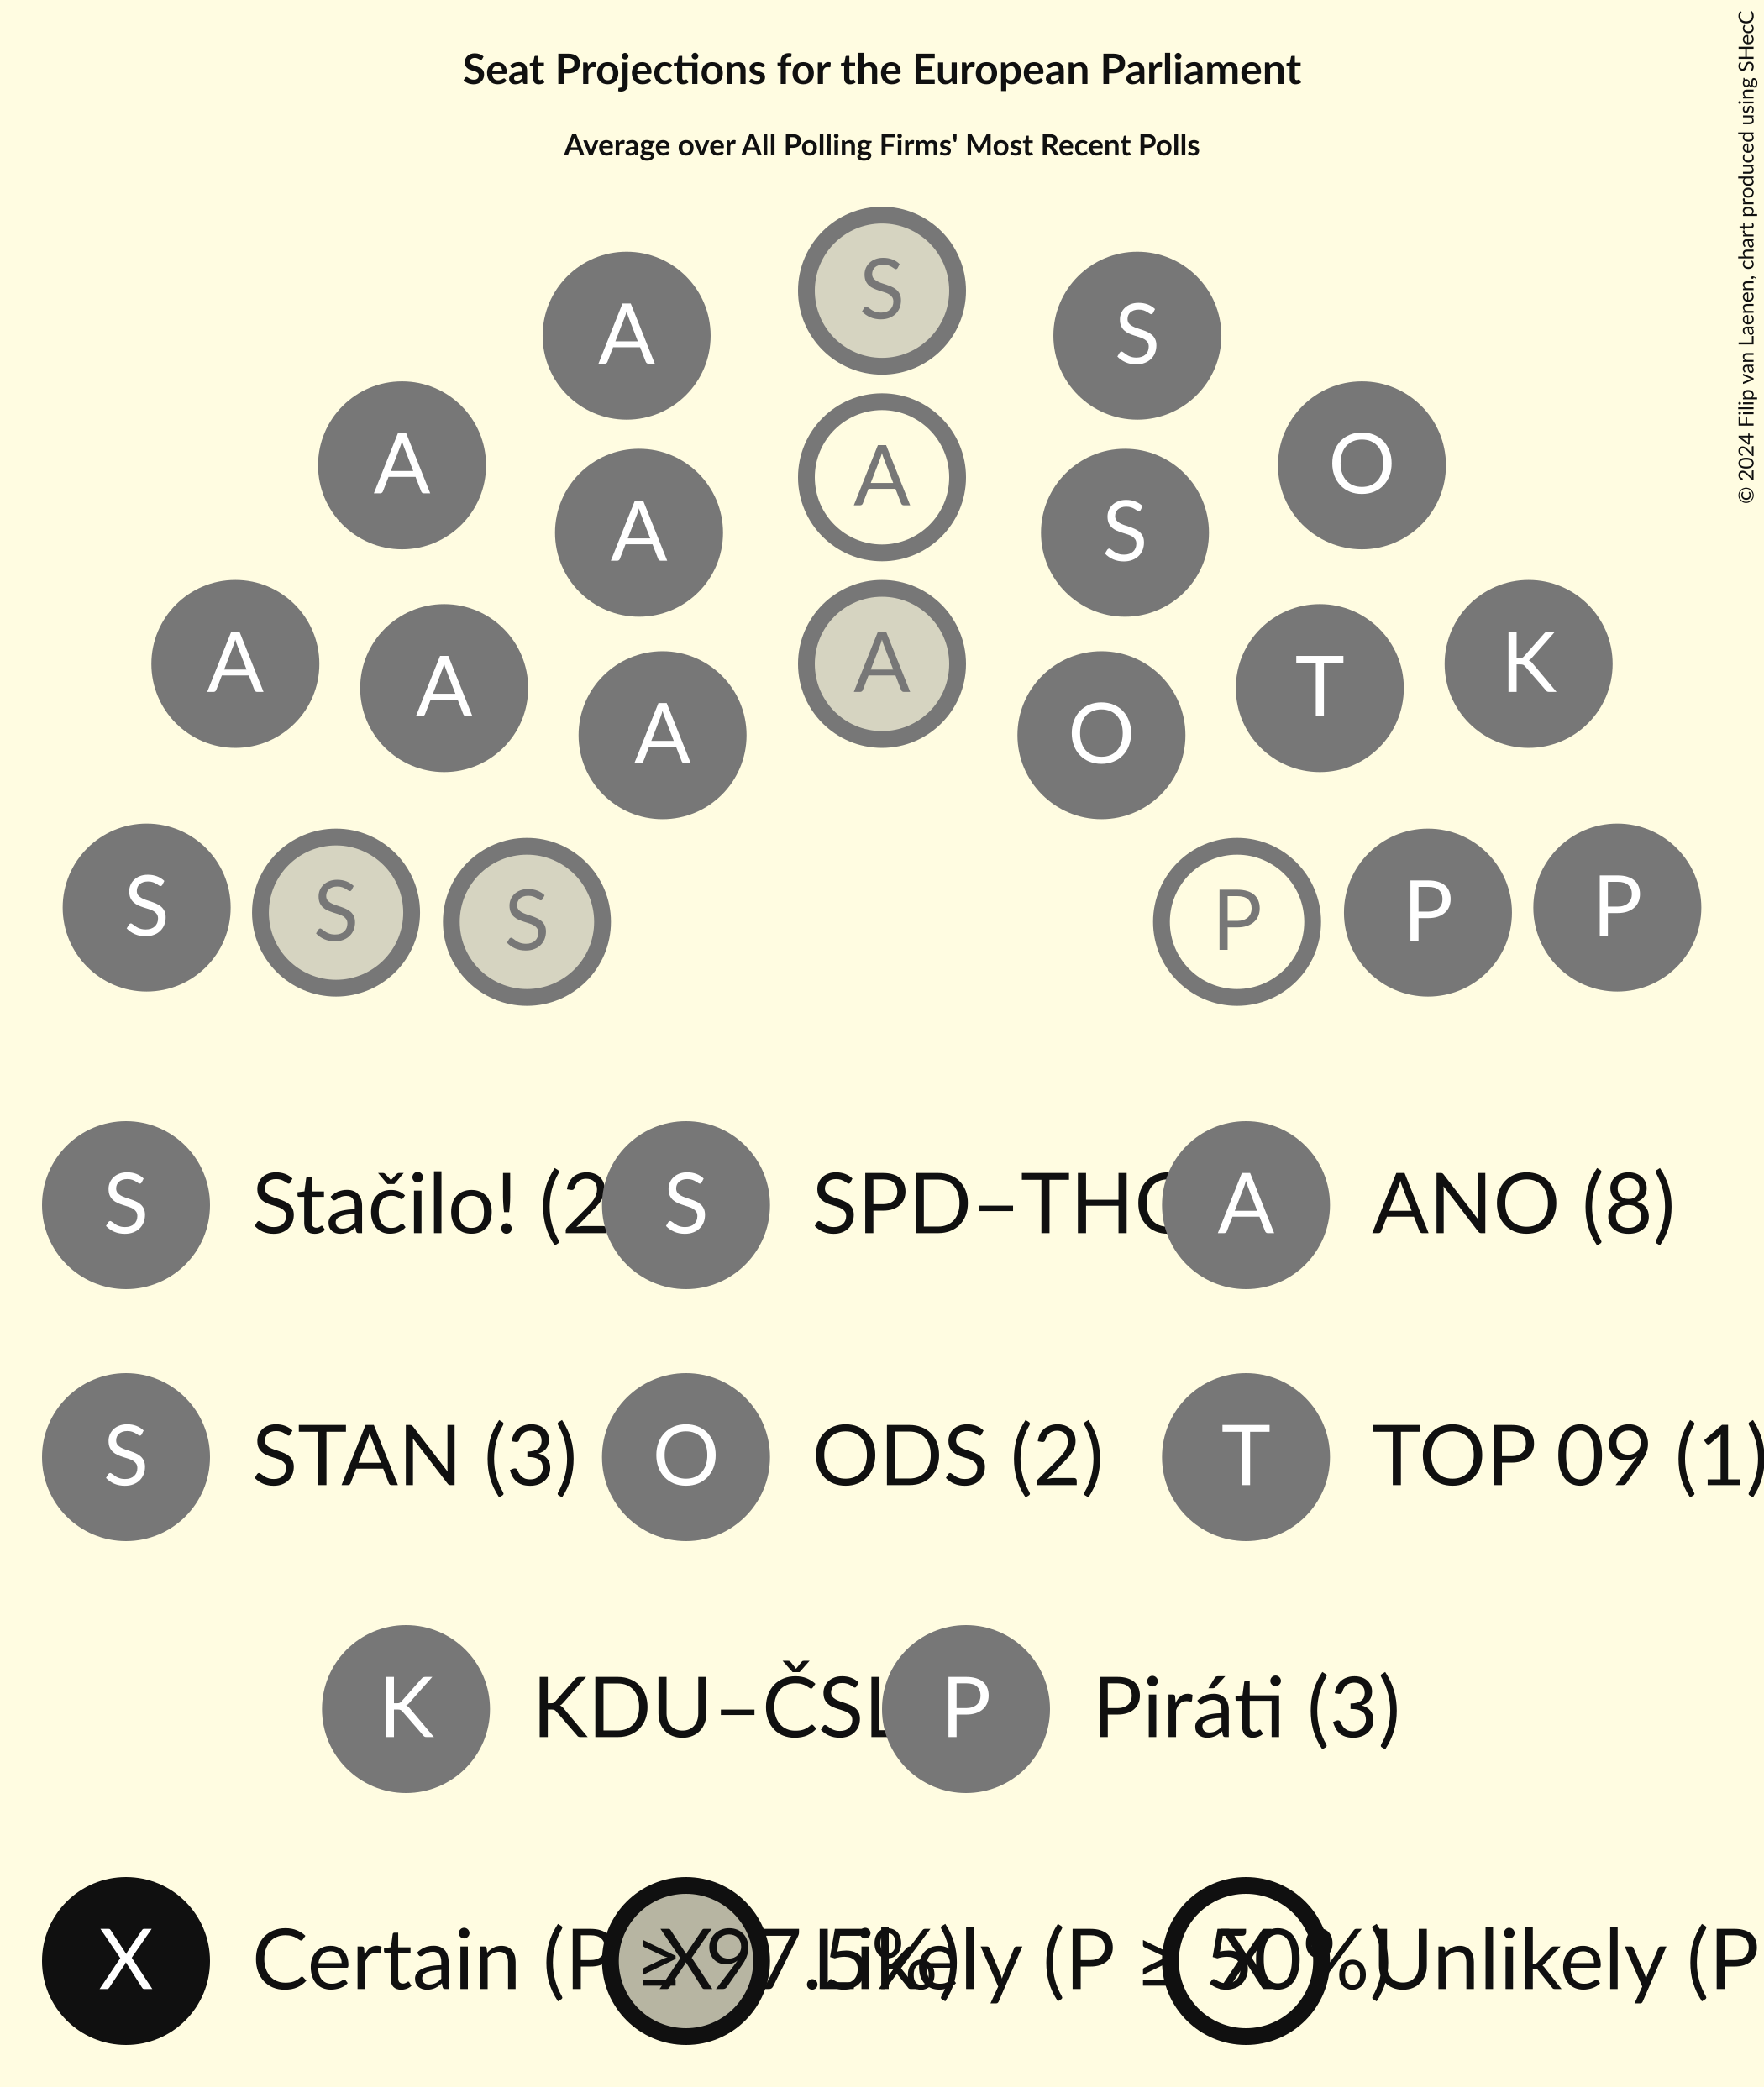 Seat Projections for the European Parliament
Average over All Polling Firms' Most Recent Polls
© 2024 Filip van Laenen, chart produced using SHecC
S
A S
A A O
A S
A A K
A T
A O
S S S P P P
S Stačilo! (2 S SPD–THO A ANO (8)
S STAN (3) O ODS (2) T TOP 09 (1)
K KDU–ČSL P Piráti (3)
X Certain (P ≥ 97.5%) X Likely (P ≥ 50%) X Unlikely (P